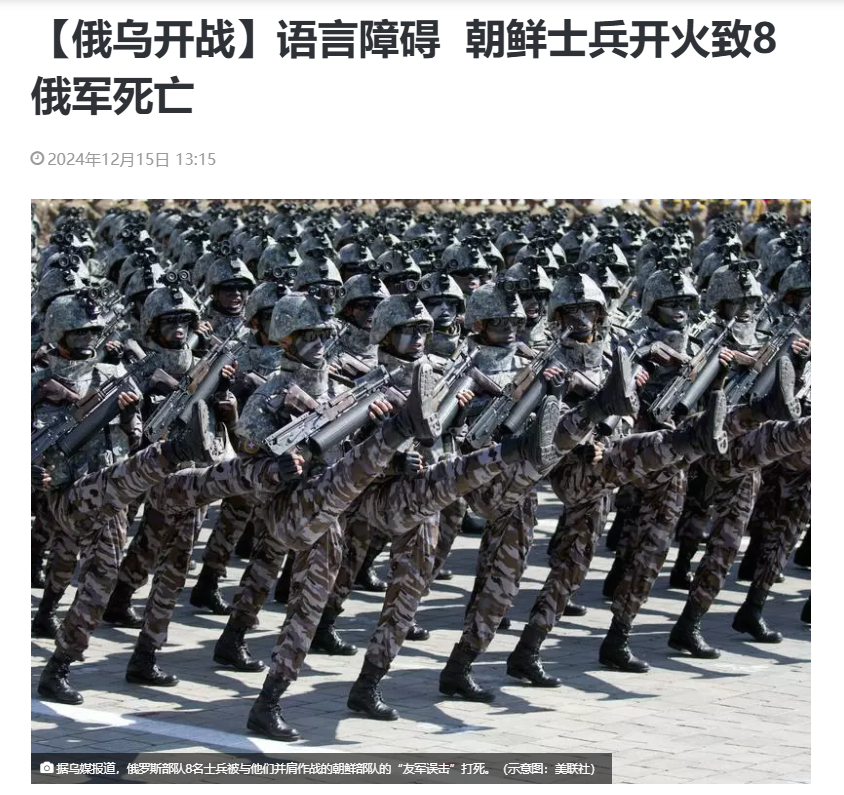 【俄乌开战】语言障碍 朝鲜士兵开火致8
俄军死亡
2024年12月15日 13:15
据乌媒报道，俄罗斯部队8名士兵被与他们并肩作战的朝鲜部队的“友军误击”打死。（示意图：美联社）